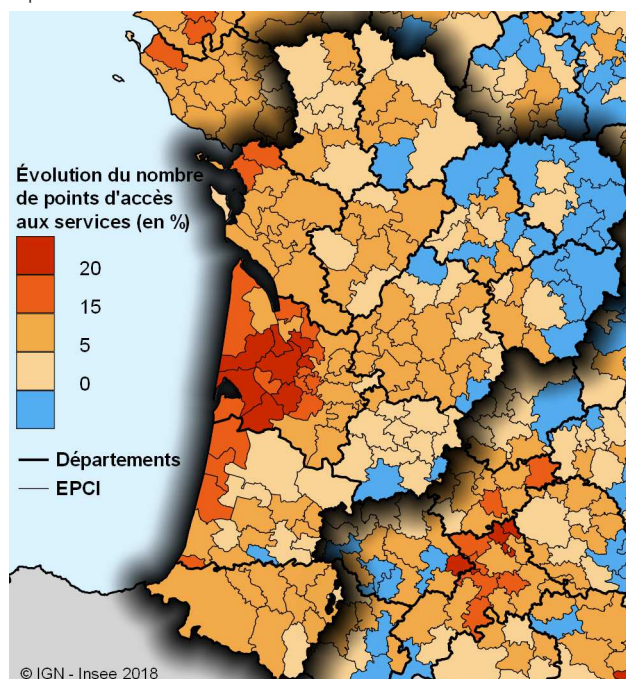 Évolution du nombre
de points d'accès
aux services (en %)
20
15
5
0
Départements
EPCI
© IGN - Insee 2018